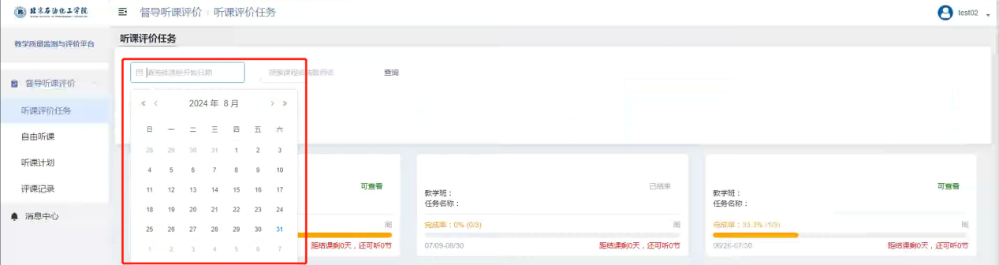 北京石油化工学院
督导听课评价 / 听课评价任务
test02
教学质量监测与评价平台
听课评价任务
督导听课评价
听课评价任务
自由听课
听课计划
评课记录
消息中心
请选择课程开始日期
查询
« ‹ 2024 年 8 月 › »
日 一 二 三 四 五 六
28 29 30 31 1 2 3
4 5 6 7 8 9 10
11 12 13 14 15 16 17
18 19 20 21 22 23 24
25 26 27 28 29 30 31
1 2 3 4 5 6 7
可查看
周
距结课剩0天，还可听0节
已结束
教学班：
任务名称：
完成率：0% (0/3)
周
07/09-08/30
距结课剩0天，还可听0节
可查看
教学班：
任务名称：
完成率：33.3% (1/3)
周
06/26-07/30
距结课剩0天，还可听0节